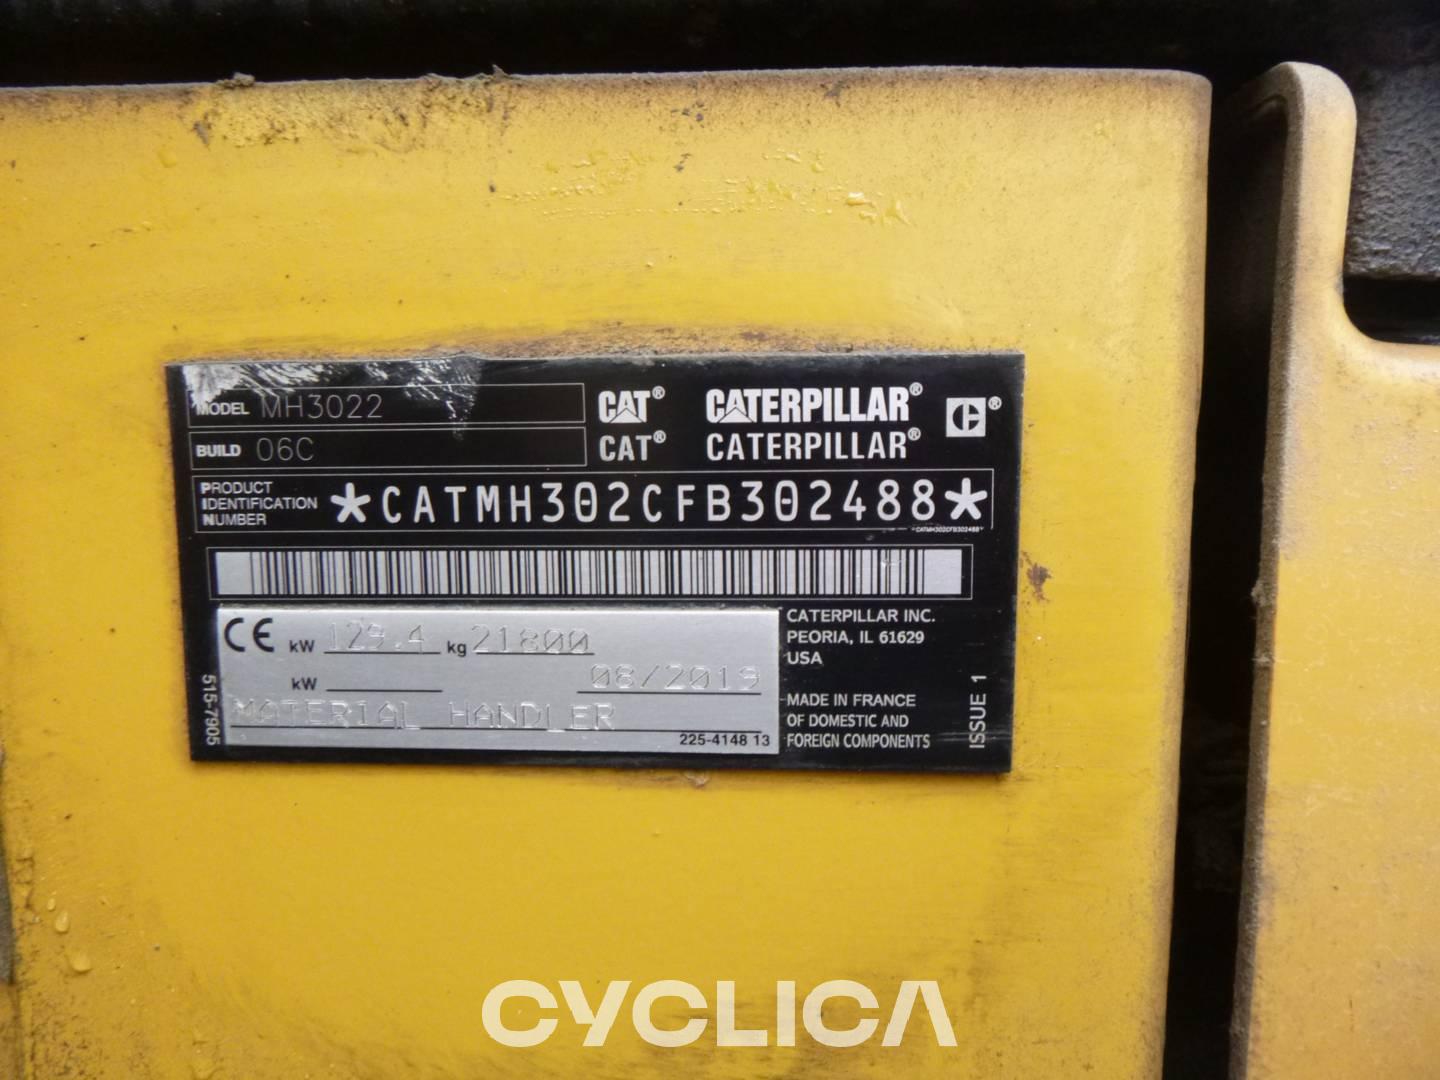 MODEL MH3022
BUILD 06C
CAT® CATERPILLAR®
CAT® CATERPILLAR®
PRODUCT
IDENTIFICATION
NUMBER
*CATMH302CFB302488*
*CATMH302CFB302488*
CE kW 129.4 kg 21800
kW 08/2019
MATERIAL HANDLER
225-4148 13
515-7905
CATERPILLAR INC.
PEORIA, IL 61629
USA
MADE IN FRANCE
OF DOMESTIC AND
FOREIGN COMPONENTS
ISSUE 1
CYCLICA